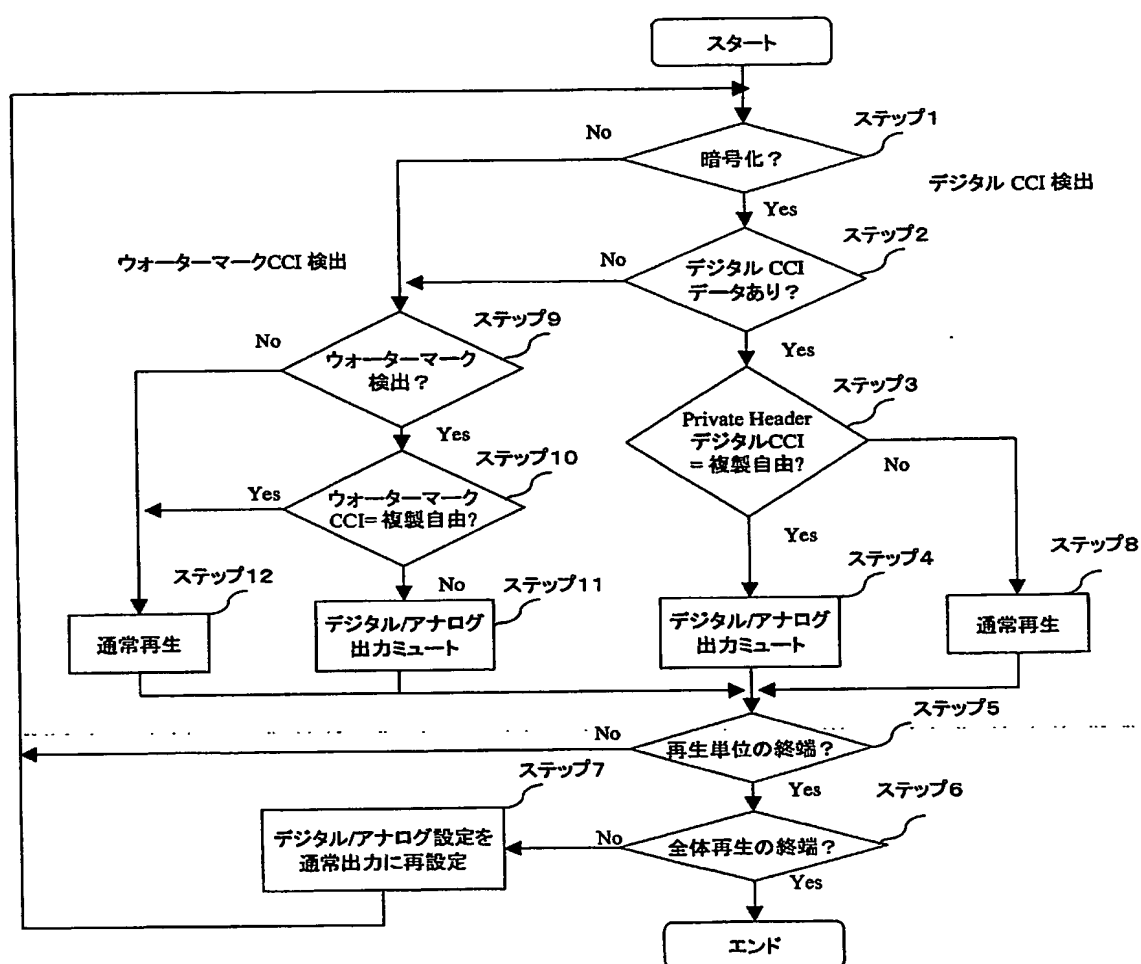 スタート
ステップ1
No
暗号化？
デジタル CCI 検出
Yes
ステップ2
ウォーターマークCCI 検出
No
デジタル CCI
データあり？
ステップ9
No
Yes
ウォーターマーク
検出？
ステップ3
Private Header
デジタルCCI
= 複製自由?
Yes
No
ステップ10
Yes
ウォーターマーク
CCI= 複製自由?
Yes
ステップ12
No
ステップ11
ステップ4
ステップ8
通常再生
デジタル/アナログ
出力ミュート
デジタル/アナログ
出力ミュート
通常再生
ステップ5
No
再生単位の終端？
ステップ7
Yes
ステップ6
デジタル/アナログ設定を
通常出力に再設定
No
全体再生の終端？
Yes
エンド